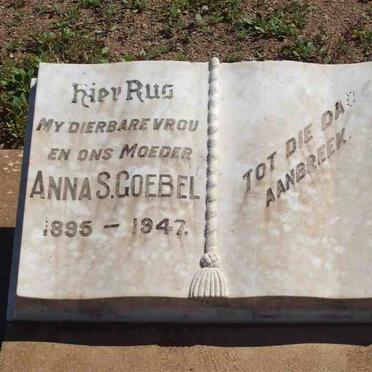 Hier Rus
MY DIERBARE VROU
EN ONS MOEDER
ANNA S. GOEBEL
1895 – 1947.
TOT DIE DAG
AANBREEK.